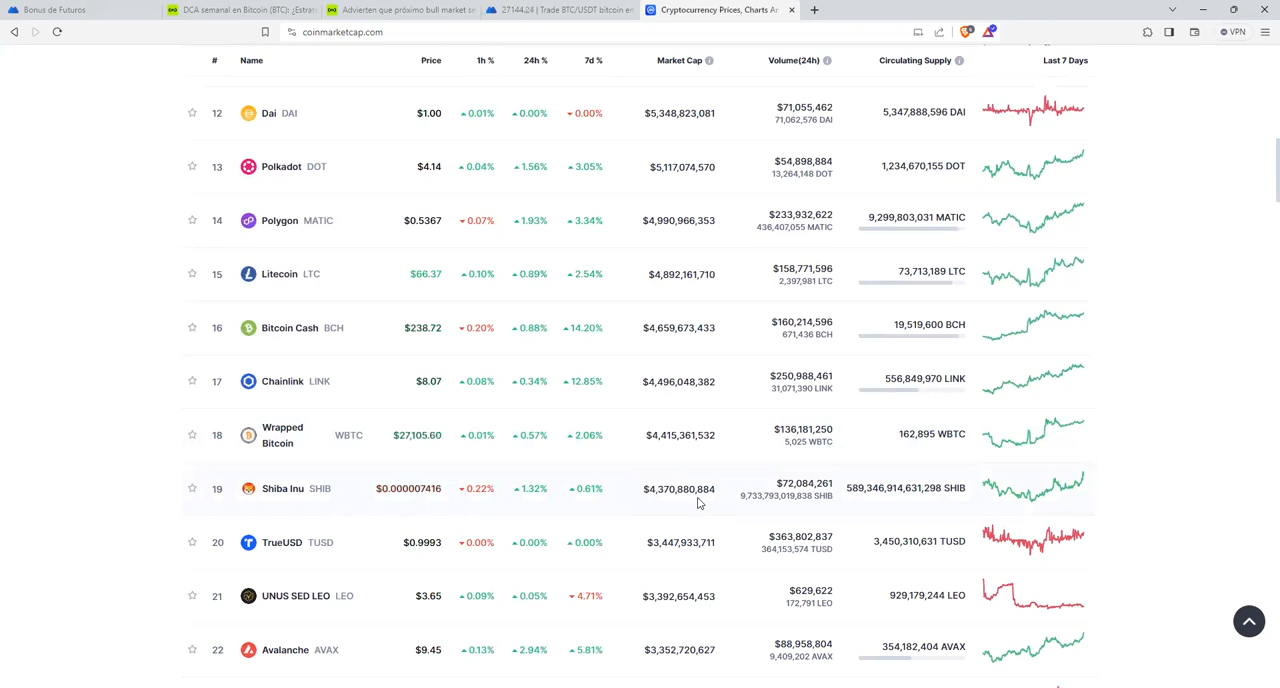 Bonus de Futuros
DCA semanal en Bitcoin (BTC): ¿Estrate
Advierten que próximo bull market se
27144.24 | Trade BTC/USDT bitcoin en
Cryptocurrency Prices, Charts Ar
coinmarketcap.com
VPN
# Name Price 1h % 24h % 7d % Market Cap Volume(24h) Circulating Supply Last 7 Days
12 Dai DAI $1.00 0.01% 0.00% 0.00% $5,348,823,081 $71,055,462 5,347,888,596 DAI
71,062,576 DAI
13 Polkadot DOT $4.14 0.04% 1.56% 3.05% $5,117,074,570 $54,898,884 1,234,670,155 DOT
13,264,148 DOT
14 Polygon MATIC $0.5367 0.07% 1.93% 3.34% $4,990,966,353 $233,932,622 9,299,803,031 MATIC
436,407,055 MATIC
15 Litecoin LTC $66.37 0.10% 0.89% 2.54% $4,892,161,710 $158,771,596 73,713,189 LTC
2,397,981 LTC
16 Bitcoin Cash BCH $238.72 0.20% 0.88% 14.20% $4,659,673,433 $160,214,596 19,519,600 BCH
671,436 BCH
17 Chainlink LINK $8.07 0.08% 0.34% 12.85% $4,496,048,382 $250,988,461 556,849,970 LINK
31,071,390 LINK
18 Wrapped Bitcoin WBTC $27,105.60 0.01% 0.57% 2.06% $4,415,361,532 $136,181,250 162,895 WBTC
5,025 WBTC
19 Shiba Inu SHIB $0.000007416 0.22% 1.32% 0.61% $4,370,880,884 $72,084,261 589,346,914,631,298 SHIB
9,733,793,019,838 SHIB
20 TrueUSD TUSD $0.9993 0.00% 0.00% 0.00% $3,447,933,711 $363,802,837 3,450,310,631 TUSD
364,153,574 TUSD
21 UNUS SED LEO LEO $3.65 0.09% 0.05% 4.71% $3,392,654,453 $629,622 929,179,244 LEO
172,791 LEO
22 Avalanche AVAX $9.45 0.13% 2.94% 5.81% $3,352,720,627 $88,958,804 354,182,404 AVAX
9,409,202 AVAX